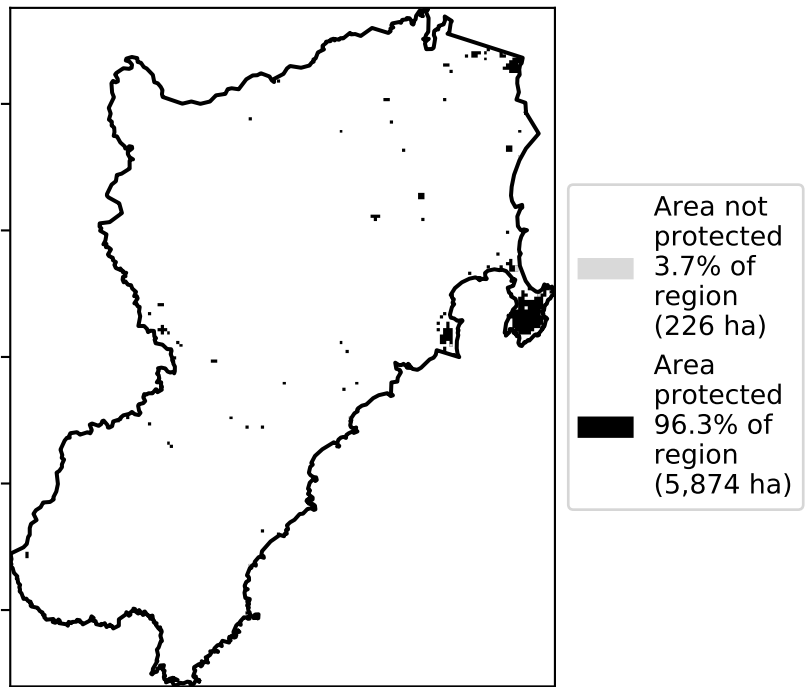 Area not
protected
3.7% of
region
(226 ha)
Area
protected
96.3% of
region
(5,874 ha)